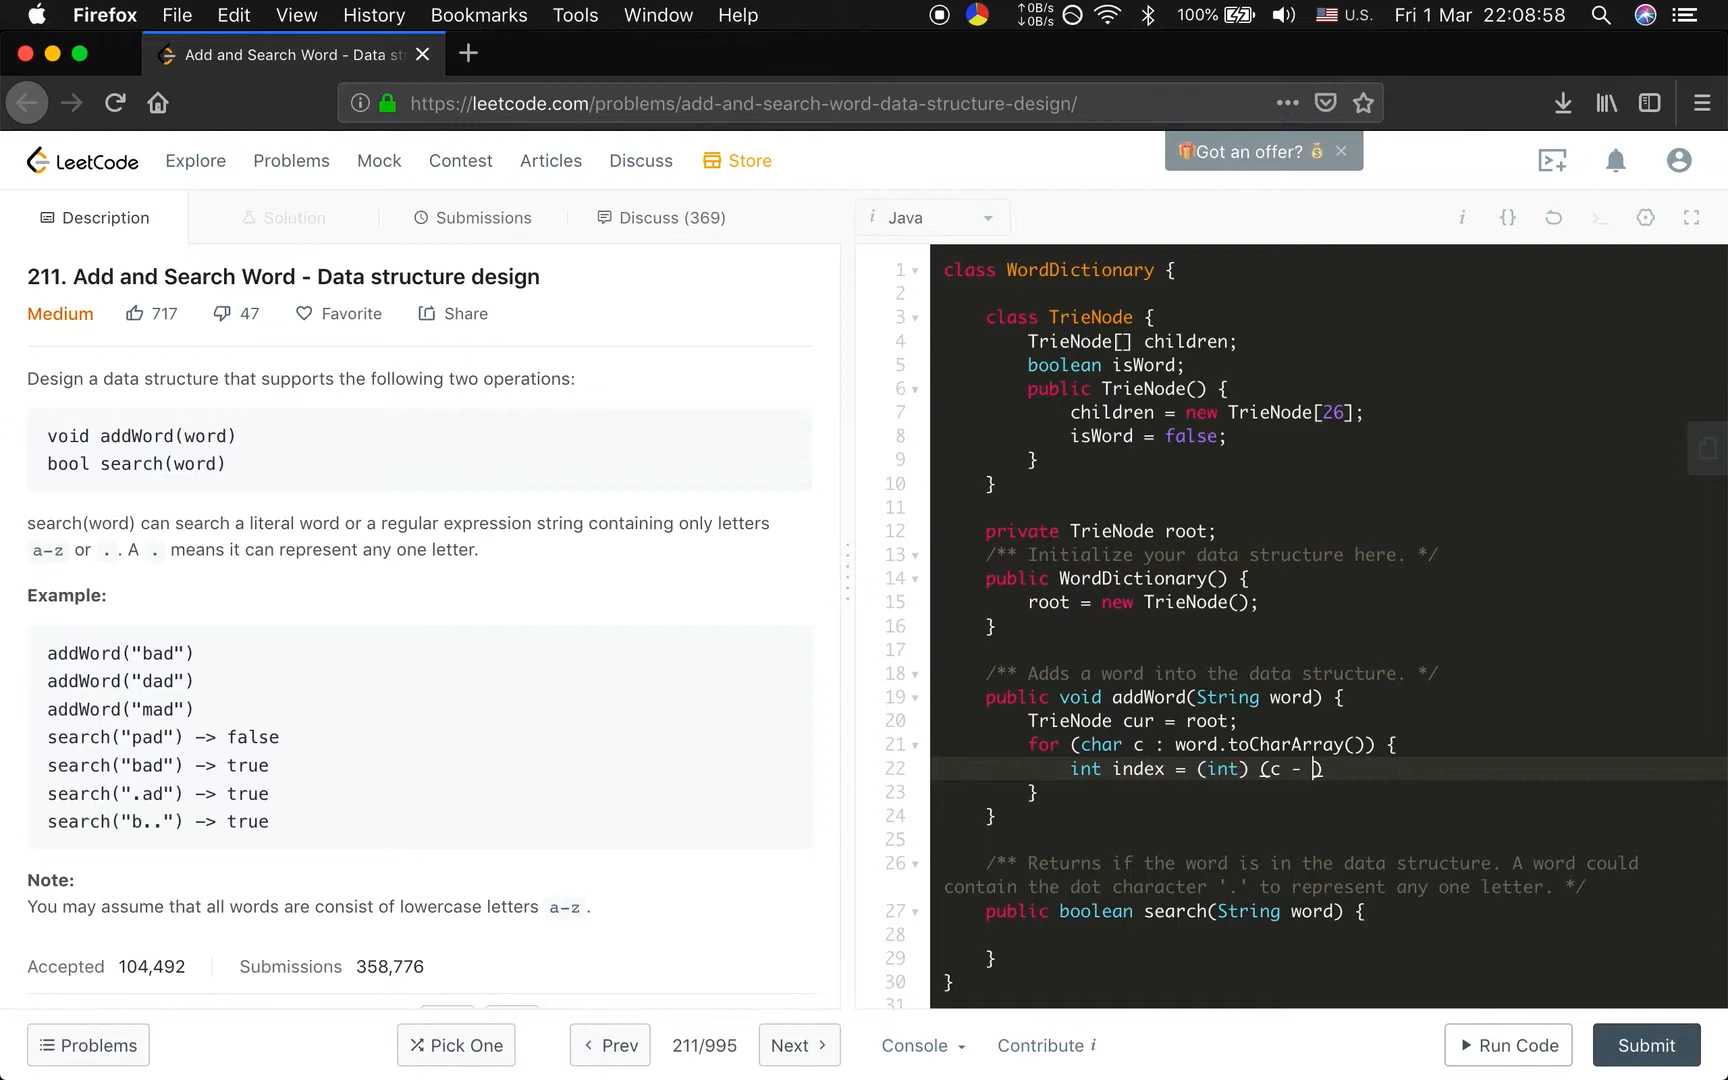 Firefox File Edit View History Bookmarks Tools Window Help ↑0B/s ↓0B/s 100% U.S. Fri 1 Mar 22:08:58
Add and Search Word - Data st
https://leetcode.com/problems/add-and-search-word-data-structure-design/
LeetCode Explore Problems Mock Contest Articles Discuss Store Got an offer? ×
Description Solution Submissions Discuss (369) i Java
211. Add and Search Word - Data structure design
Medium 717 47 Favorite Share
Design a data structure that supports the following two operations:
void addWord(word)
bool search(word)
search(word) can search a literal word or a regular expression string containing only letters
a-z or . . A . means it can represent any one letter.
Example:
addWord("bad")
addWord("dad")
addWord("mad")
search("pad") -> false
search("bad") -> true
search(".ad") -> true
search("b..") -> true
Note:
You may assume that all words are consist of lowercase letters a-z .
Accepted 104,492 Submissions 358,776
1 class WordDictionary {
2
3 class TrieNode {
4 TrieNode[] children;
5 boolean isWord;
6 public TrieNode() {
7 children = new TrieNode[26];
8 isWord = false;
9 }
10 }
11
12 private TrieNode root;
13 /** Initialize your data structure here. */
14 public WordDictionary() {
15 root = new TrieNode();
16 }
17
18 /** Adds a word into the data structure. */
19 public void addWord(String word) {
20 TrieNode cur = root;
21 for (char c : word.toCharArray()) {
22 int index = (int) (c - )
23 }
24 }
25
26 /** Returns if the word is in the data structure. A word could
contain the dot character '.' to represent any one letter. */
27 public boolean search(String word) {
28
29 }
30 }
31
Problems Pick One Prev 211/995 Next Console Contribute i Run Code Submit